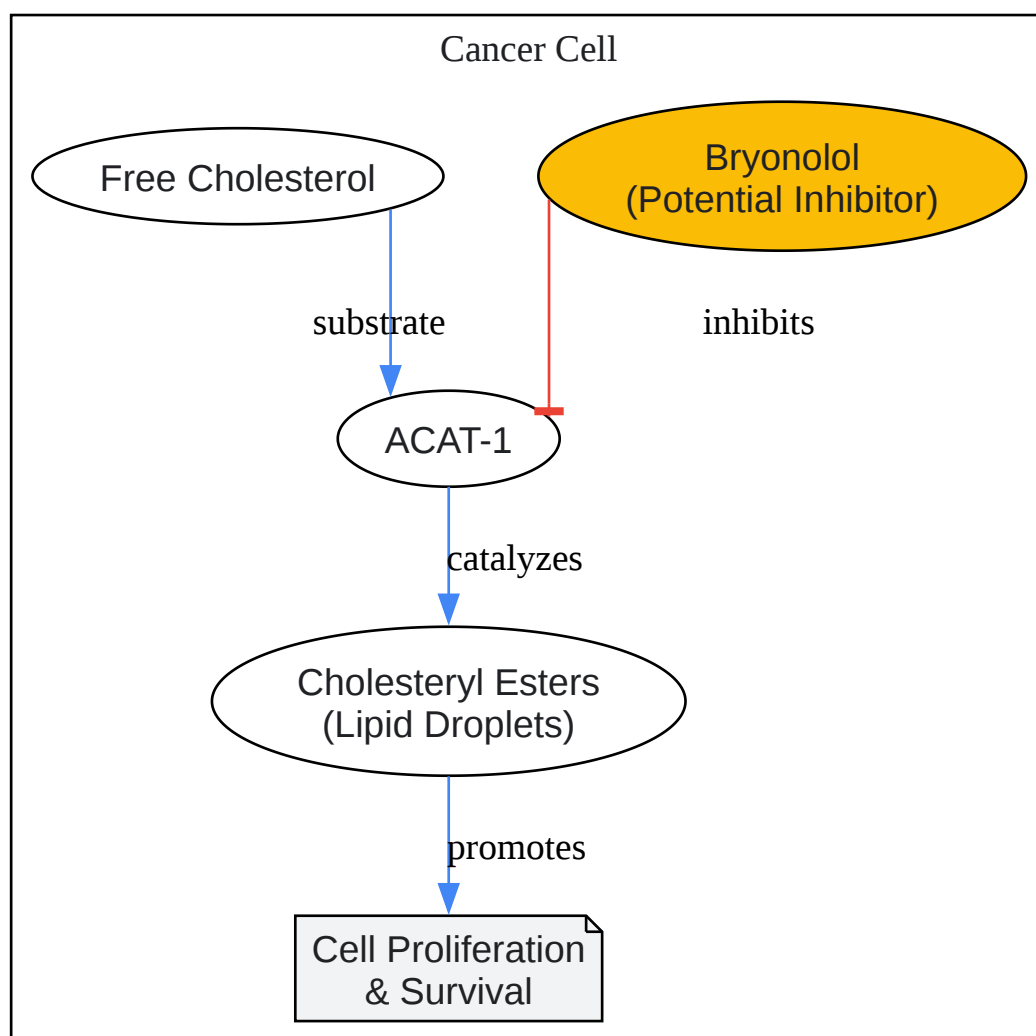 Cancer Cell
Free Cholesterol
Bryonolol
(Potential Inhibitor)
substrate
inhibits
ACAT-1
catalyzes
Cholesteryl Esters
(Lipid Droplets)
promotes
Cell Proliferation
& Survival